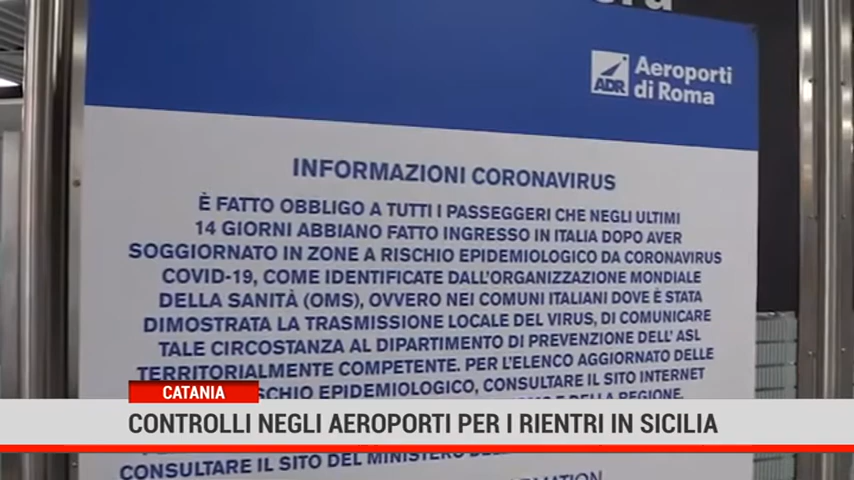 ADR
Aeroporti
di Roma
INFORMAZIONI CORONAVIRUS
È FATTO OBBLIGO A TUTTI I PASSEGGERI CHE NEGLI ULTIMI
14 GIORNI ABBIANO FATTO INGRESSO IN ITALIA DOPO AVER
SOGGIORNATO IN ZONE A RISCHIO EPIDEMIOLOGICO DA CORONAVIRUS
COVID-19, COME IDENTIFICATE DALL'ORGANIZZAZIONE MONDIALE
DELLA SANITÀ (OMS), OVVERO NEI COMUNI ITALIANI DOVE È STATA
DIMOSTRATA LA TRASMISSIONE LOCALE DEL VIRUS, DI COMUNICARE
TALE CIRCOSTANZA AL DIPARTIMENTO DI PREVENZIONE DELL' ASL
TERRITORIALMENTE COMPETENTE. PER L'ELENCO AGGIORNATO DELLE
EPIDEMIOLOGICO, CONSULTARE IL SITO INTERNET
DELLA REGIONE.
CATANIA
CONTROLLI NEGLI AEROPORTI PER I RIENTRI IN SICILIA
CONSULTARE IL SITO DEL MINISTERO